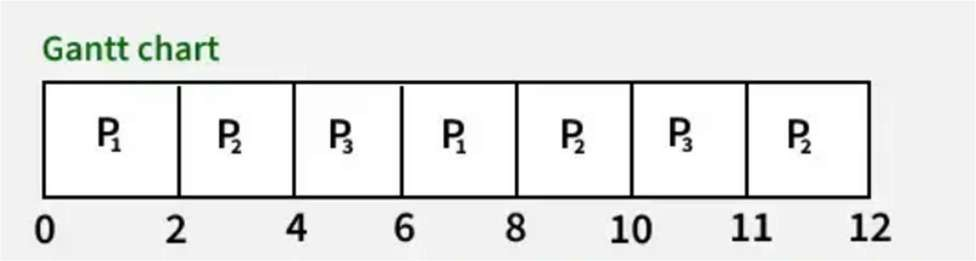 Gantt chart
P₁ P₂ P₃ P₁ P₂ P₃ P₂
0 2 4 6 8 10 11 12